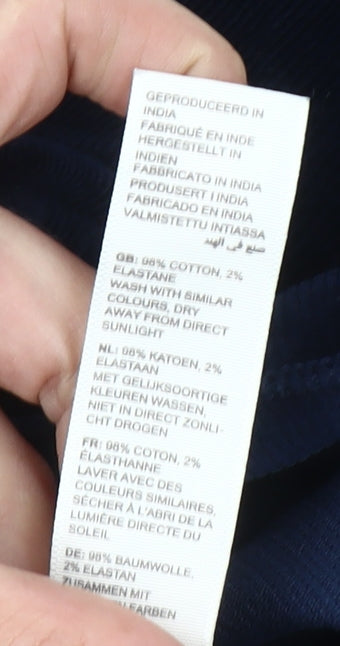 GEPRODUCEERD IN
INDIA
FABRIQUÉ EN INDE
HERGESTELLT IN
INDIEN
FABBRICATO IN INDIA
PRODUSERT I INDIA
FABRICADO EN INDIA
VALMISTETTU INTIASSA
صنع في الهند
GB: 98% COTTON, 2%
ELASTANE
WASH WITH SIMILAR
COLOURS, DRY
AWAY FROM DIRECT
SUNLIGHT
NL: 98% KATOEN, 2%
ELASTAAN
MET GELIJKSOORTIGE
KLEUREN WASSEN,
NIET IN DIRECT ZONLI-
CHT DROGEN
FR: 98% COTON, 2%
ÉLASTHANNE
LAVER AVEC DES
COULEURS SIMILAIRES,
SÉCHER À L'ABRI DE LA
LUMIÈRE DIRECTE DU
SOLEIL
DE: 98% BAUMWOLLE,
2% ELASTAN
ZUSAMMEN MIT